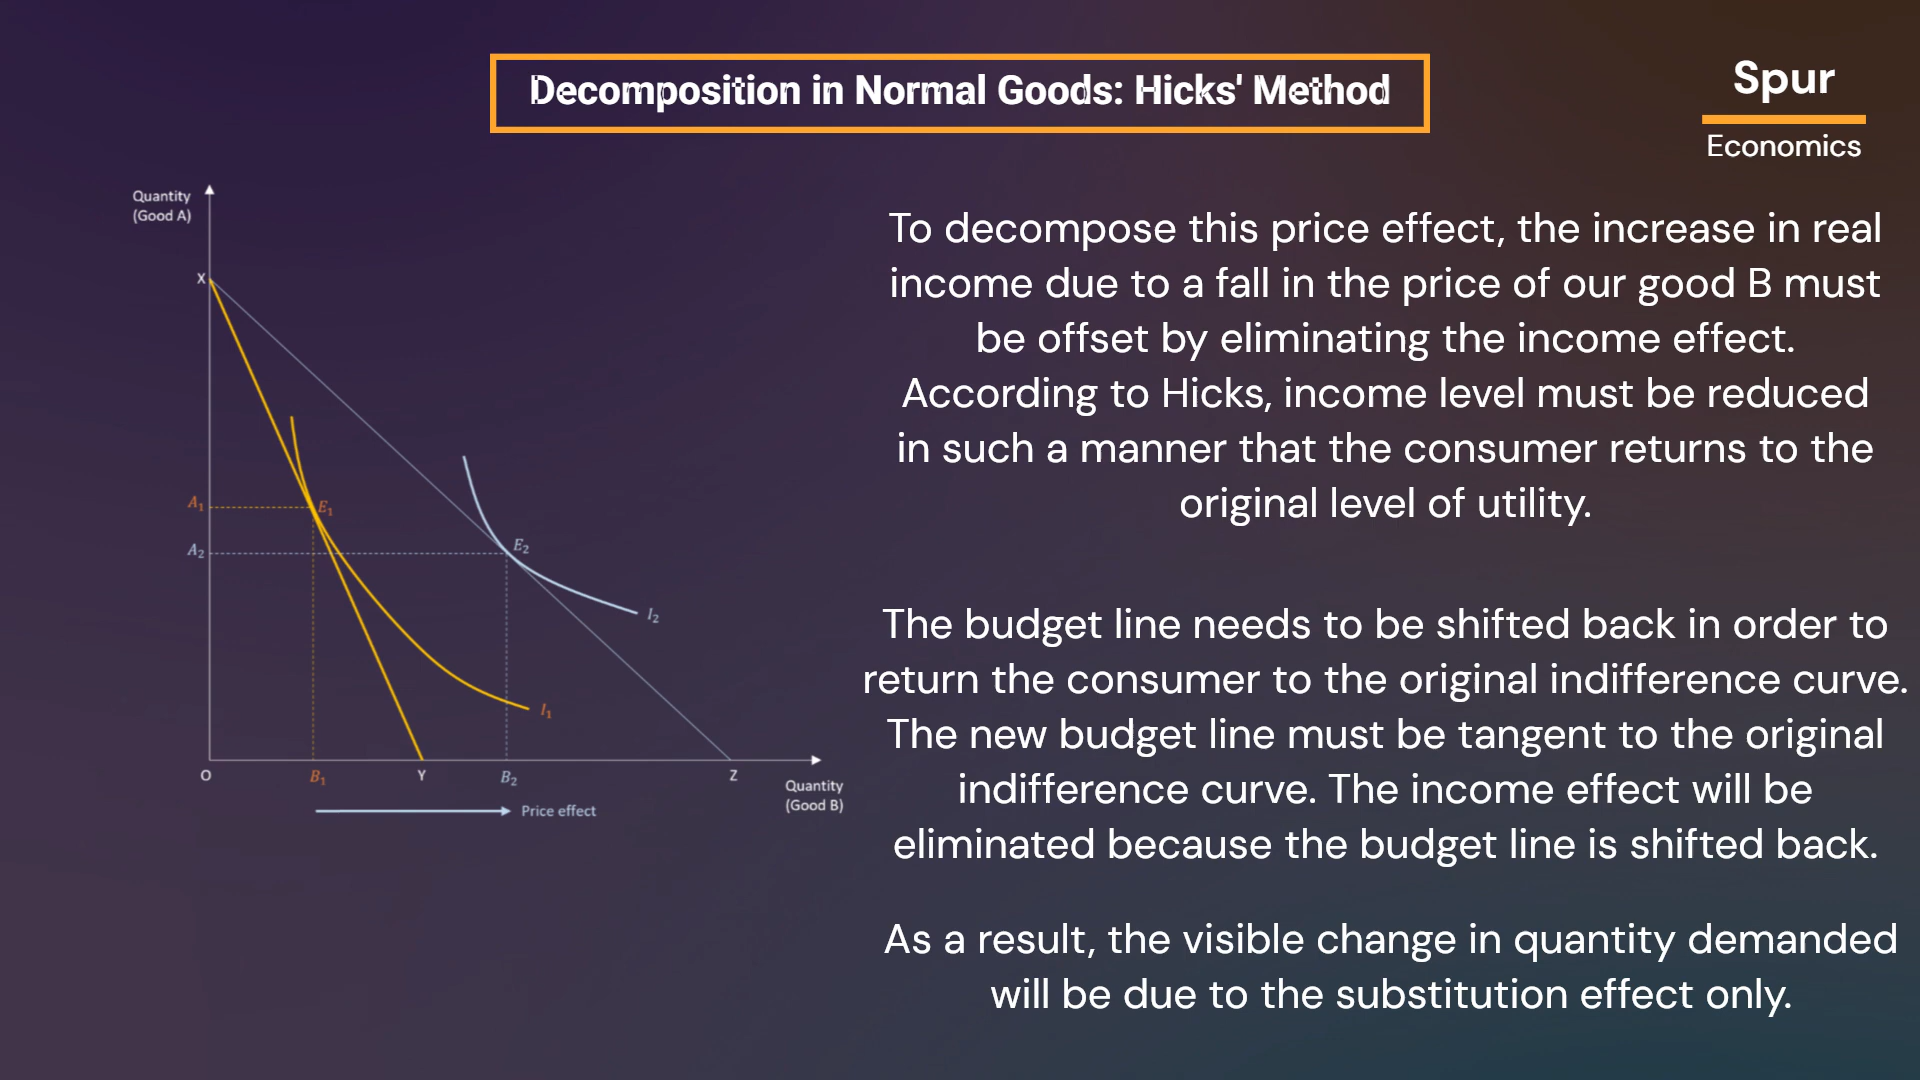 Decomposition in Normal Goods: Hicks' Method
Spur
Economics
Quantity
(Good A)
X
A₁
E₁
A₂
E₂
I₂
I₁
O
B₁
Y
B₂
Z
Quantity
(Good B)
Price effect
To decompose this price effect, the increase in real
income due to a fall in the price of our good B must
be offset by eliminating the income effect.
According to Hicks, income level must be reduced
in such a manner that the consumer returns to the
original level of utility.
The budget line needs to be shifted back in order to
return the consumer to the original indifference curve.
The new budget line must be tangent to the original
indifference curve. The income effect will be
eliminated because the budget line is shifted back.
As a result, the visible change in quantity demanded
will be due to the substitution effect only.